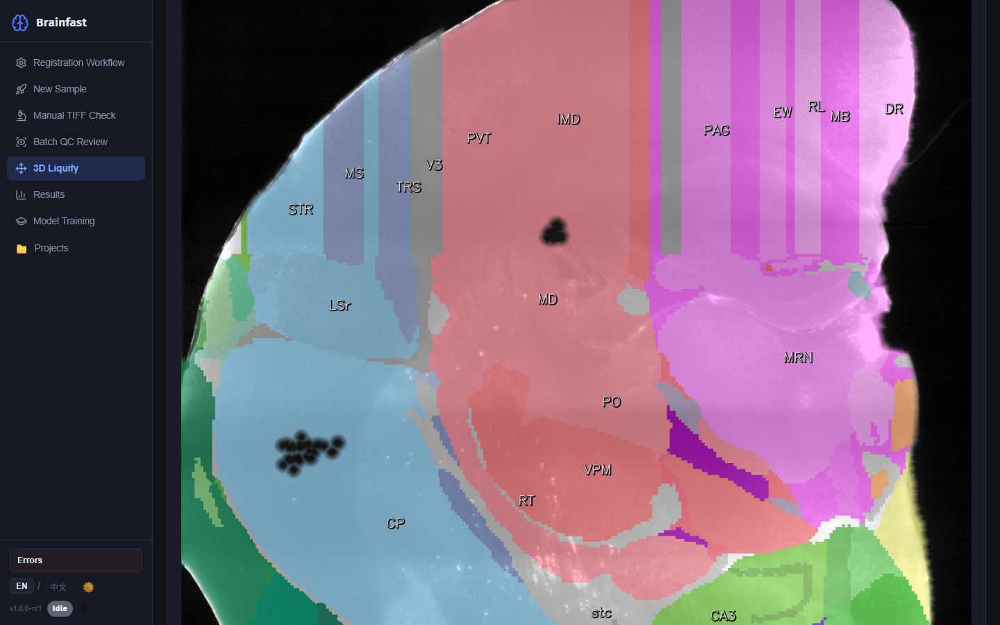 Brainfast
Registration Workflow
New Sample
Manual TIFF Check
Batch QC Review
3D Liquify
Results
Model Training
Projects
Errors
EN / 中文
v1.0.0-rc1 Idle ?
IMD
PVT
PAG
EW
RL
MB
DR
MS
V3
TRS
STR
LSr
MD
MRN
PO
VPM
RT
CP
stc
CA3